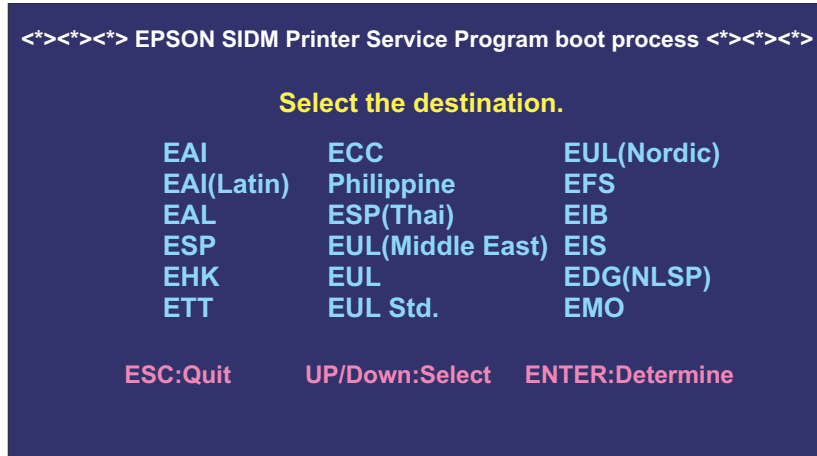 <*><*><*> EPSON SIDM Printer Service Program boot process <*><*><*>
Select the destination.
EAI ECC EUL(Nordic)
EAI(Latin) Philippine EFS
EAL ESP(Thai) EIB
ESP EUL(Middle East) EIS
EHK EUL EDG(NLSP)
ETT EUL Std. EMO
ESC:Quit UP/Down:Select ENTER:Determine